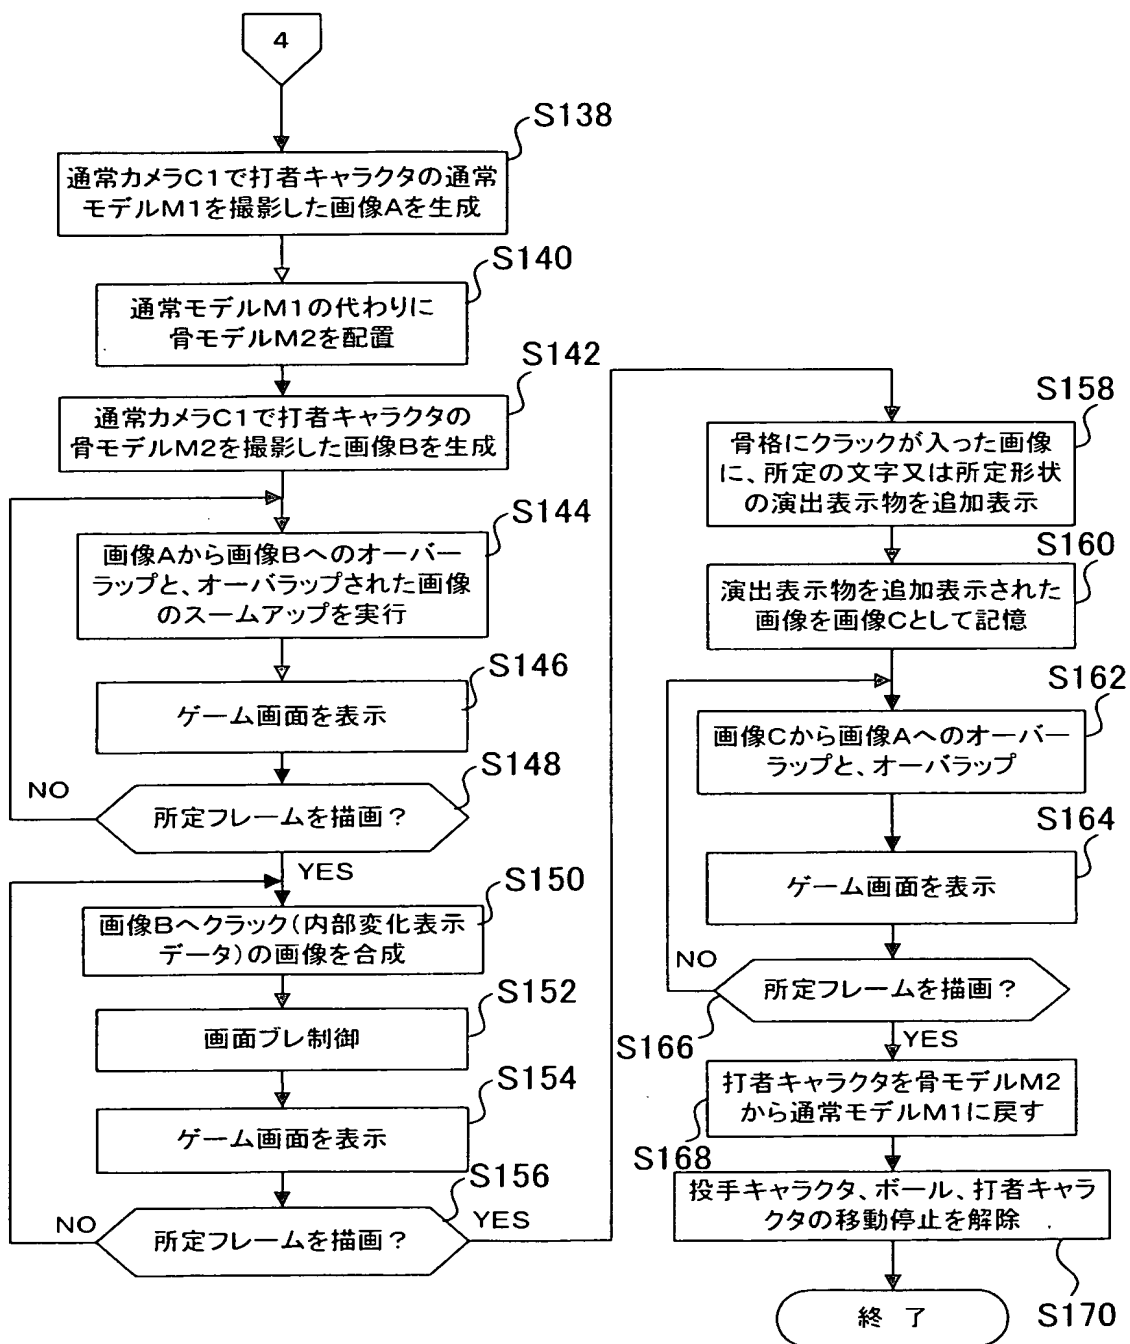 4
S138
通常カメラC1で打者キャラクタの通常
モデルM1を撮影した画像Aを生成
S140
通常モデルM1の代わりに
骨モデルM2を配置
S142
通常カメラC1で打者キャラクタの
骨モデルM2を撮影した画像Bを生成
S144
画像Aから画像Bへのオーバー
ラップと、オーバラップされた画像
のスームアップを実行
S146
ゲーム画面を表示
S148
NO
所定フレームを描画?
YES
S150
画像Bへクラック(内部変化表示
データ)の画像を合成
S152
画面ブレ制御
S154
ゲーム画面を表示
S156
NO
所定フレームを描画?
YES
S158
骨格にクラックが入った画像
に、所定の文字又は所定形状
の演出表示物を追加表示
S160
演出表示物を追加表示された
画像を画像Cとして記憶
S162
画像Cから画像Aへのオーバー
ラップと、オーバラップ
S164
ゲーム画面を表示
NO
所定フレームを描画?
S166
YES
打者キャラクタを骨モデルM2
から通常モデルM1に戻す
S168
投手キャラクタ、ボール、打者キャラ
クタの移動停止を解除
S170
終 了